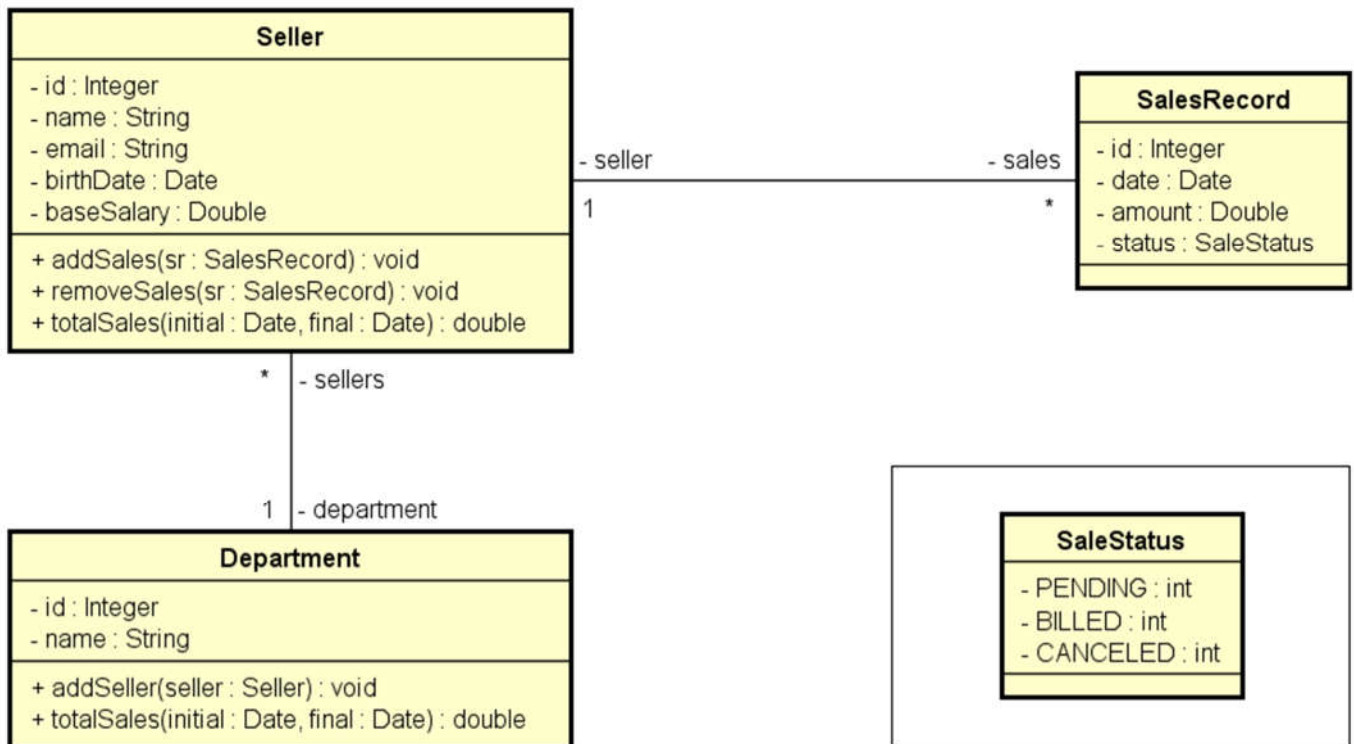 Seller
- id : Integer
- name : String
- email : String
- birthDate : Date
- baseSalary : Double
+ addSales(sr : SalesRecord) : void
+ removeSales(sr : SalesRecord) : void
+ totalSales(initial : Date, final : Date) : double
- seller
1
- sales
*
SalesRecord
- id : Integer
- date : Date
- amount : Double
- status : SaleStatus
* - sellers
1 - department
Department
- id : Integer
- name : String
+ addSeller(seller : Seller) : void
+ totalSales(initial : Date, final : Date) : double
SaleStatus
- PENDING : int
- BILLED : int
- CANCELED : int